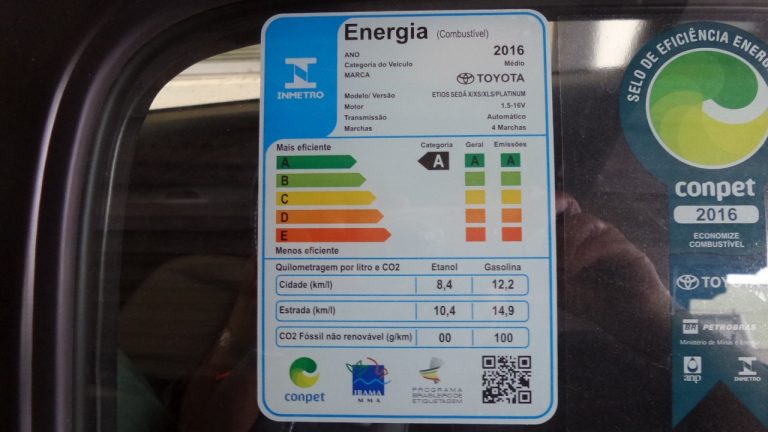 Energia (Combustível)
ANO 2016
Categoria do Veículo Médio
MARCA TOYOTA
Modelo/ Versão ETIOS SEDÃ X/XS/XLS/PLATINUM
Motor 1.5-16V
Transmissão Automático
Marchas 4 Marchas
INMETRO
Mais eficiente Categoria Geral Emissões
A A A A
B
C
D
E
Menos eficiente
Quilometragem por litro e CO2 Etanol Gasolina
Cidade (km/l) 8,4 12,2
Estrada (km/l) 10,4 14,9
CO2 Fóssil não renovável (g/km) 00 100
conpet
IBAMA
M M A
PROGRAMA
BRASILEIRO DE
ETIQUETAGEM
SELO DE EFICIÊNCIA ENERG
conpet
2016
ECONOMIZE
COMBUSTÍVEL
TOYO
BR PETROBRAS
Ministério de Minas e Energia
anp
INMETRO